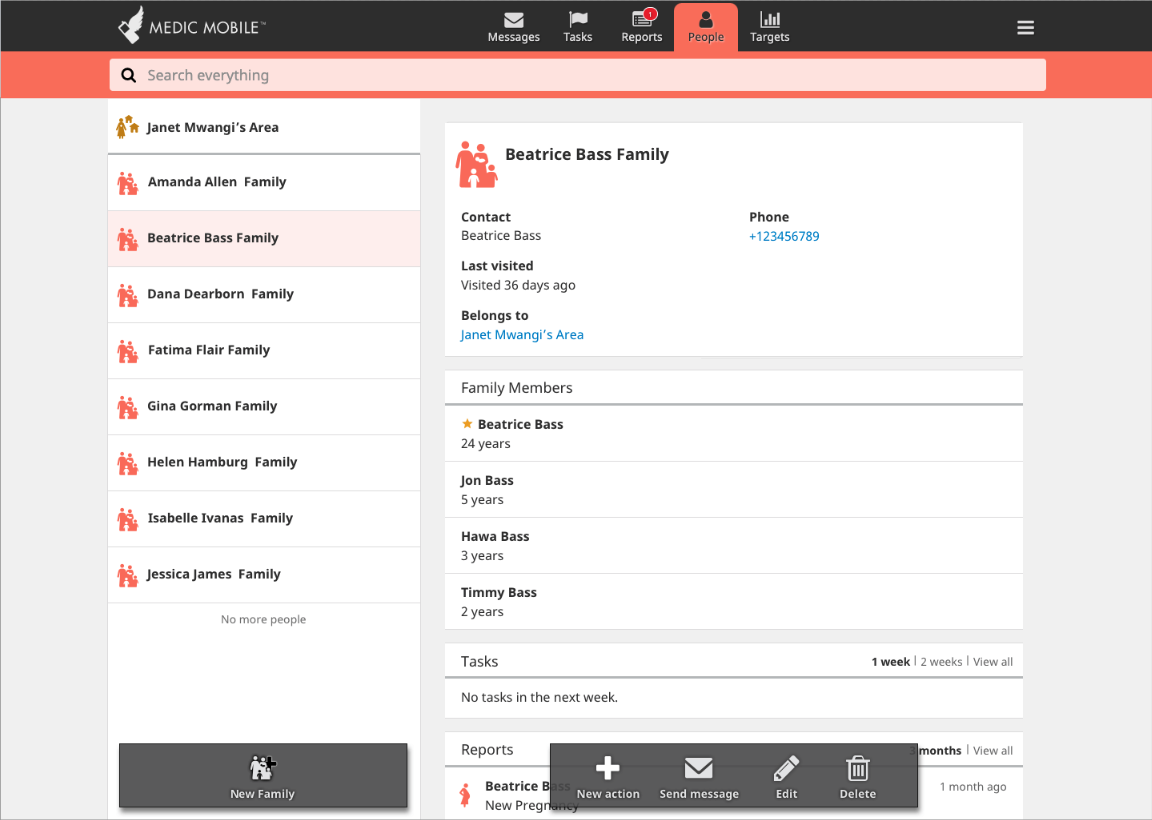 MEDIC MOBILE™
Messages
Tasks
Reports
1
People
Targets
Search everything
Janet Mwangi's Area
Amanda Allen Family
Beatrice Bass Family
Dana Dearborn Family
Fatima Flair Family
Gina Gorman Family
Helen Hamburg Family
Isabelle Ivanas Family
Jessica James Family
No more people
New Family
Beatrice Bass Family
Contact
Beatrice Bass
Phone
+123456789
Last visited
Visited 36 days ago
Belongs to
Janet Mwangi's Area
Family Members
Beatrice Bass
24 years
Jon Bass
5 years
Hawa Bass
3 years
Timmy Bass
2 years
Tasks
1 week | 2 weeks | View all
No tasks in the next week.
Reports
3 months | View all
Beatrice Bass
New Pregnancy
1 month ago
New action
Send message
Edit
Delete